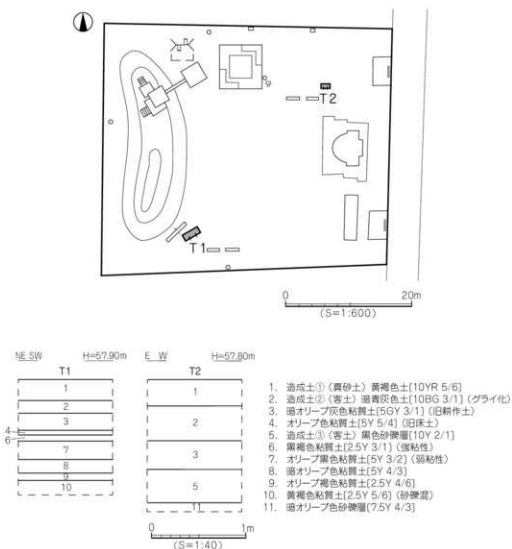 T2
T1
0 20m
(S=1:600)
NE SW H=57.90m
T1
1
2
3
4
6
7
8
9
10
E W H=57.80m
T2
1
2
3
5
11
0 1m
(S=1:40)
1. 造成土①(真砂土) 黄褐色土[10YR 5/6]
2. 造成土②(客土) 暗青灰色土[10BG 3/1](グライ化)
3. 暗オリーブ灰色粘質土[5GY 3/1](旧耕作土)
4. オリーブ色粘質土[5Y 5/4](旧床土)
5. 造成土③(客土) 黒色砂礫層[10Y 2/1]
6. 黒褐色粘質土[2.5Y 3/1](強粘性)
7. オリーブ黒色粘質土[5Y 3/2](弱粘性)
8. 暗オリーブ色粘質土[5Y 4/3]
9. オリーブ褐色粘質土[2.5Y 4/6]
10. 黄褐色粘質土[2.5Y 5/6](砂礫混)
11. 暗オリーブ色砂礫層[7.5Y 4/3]